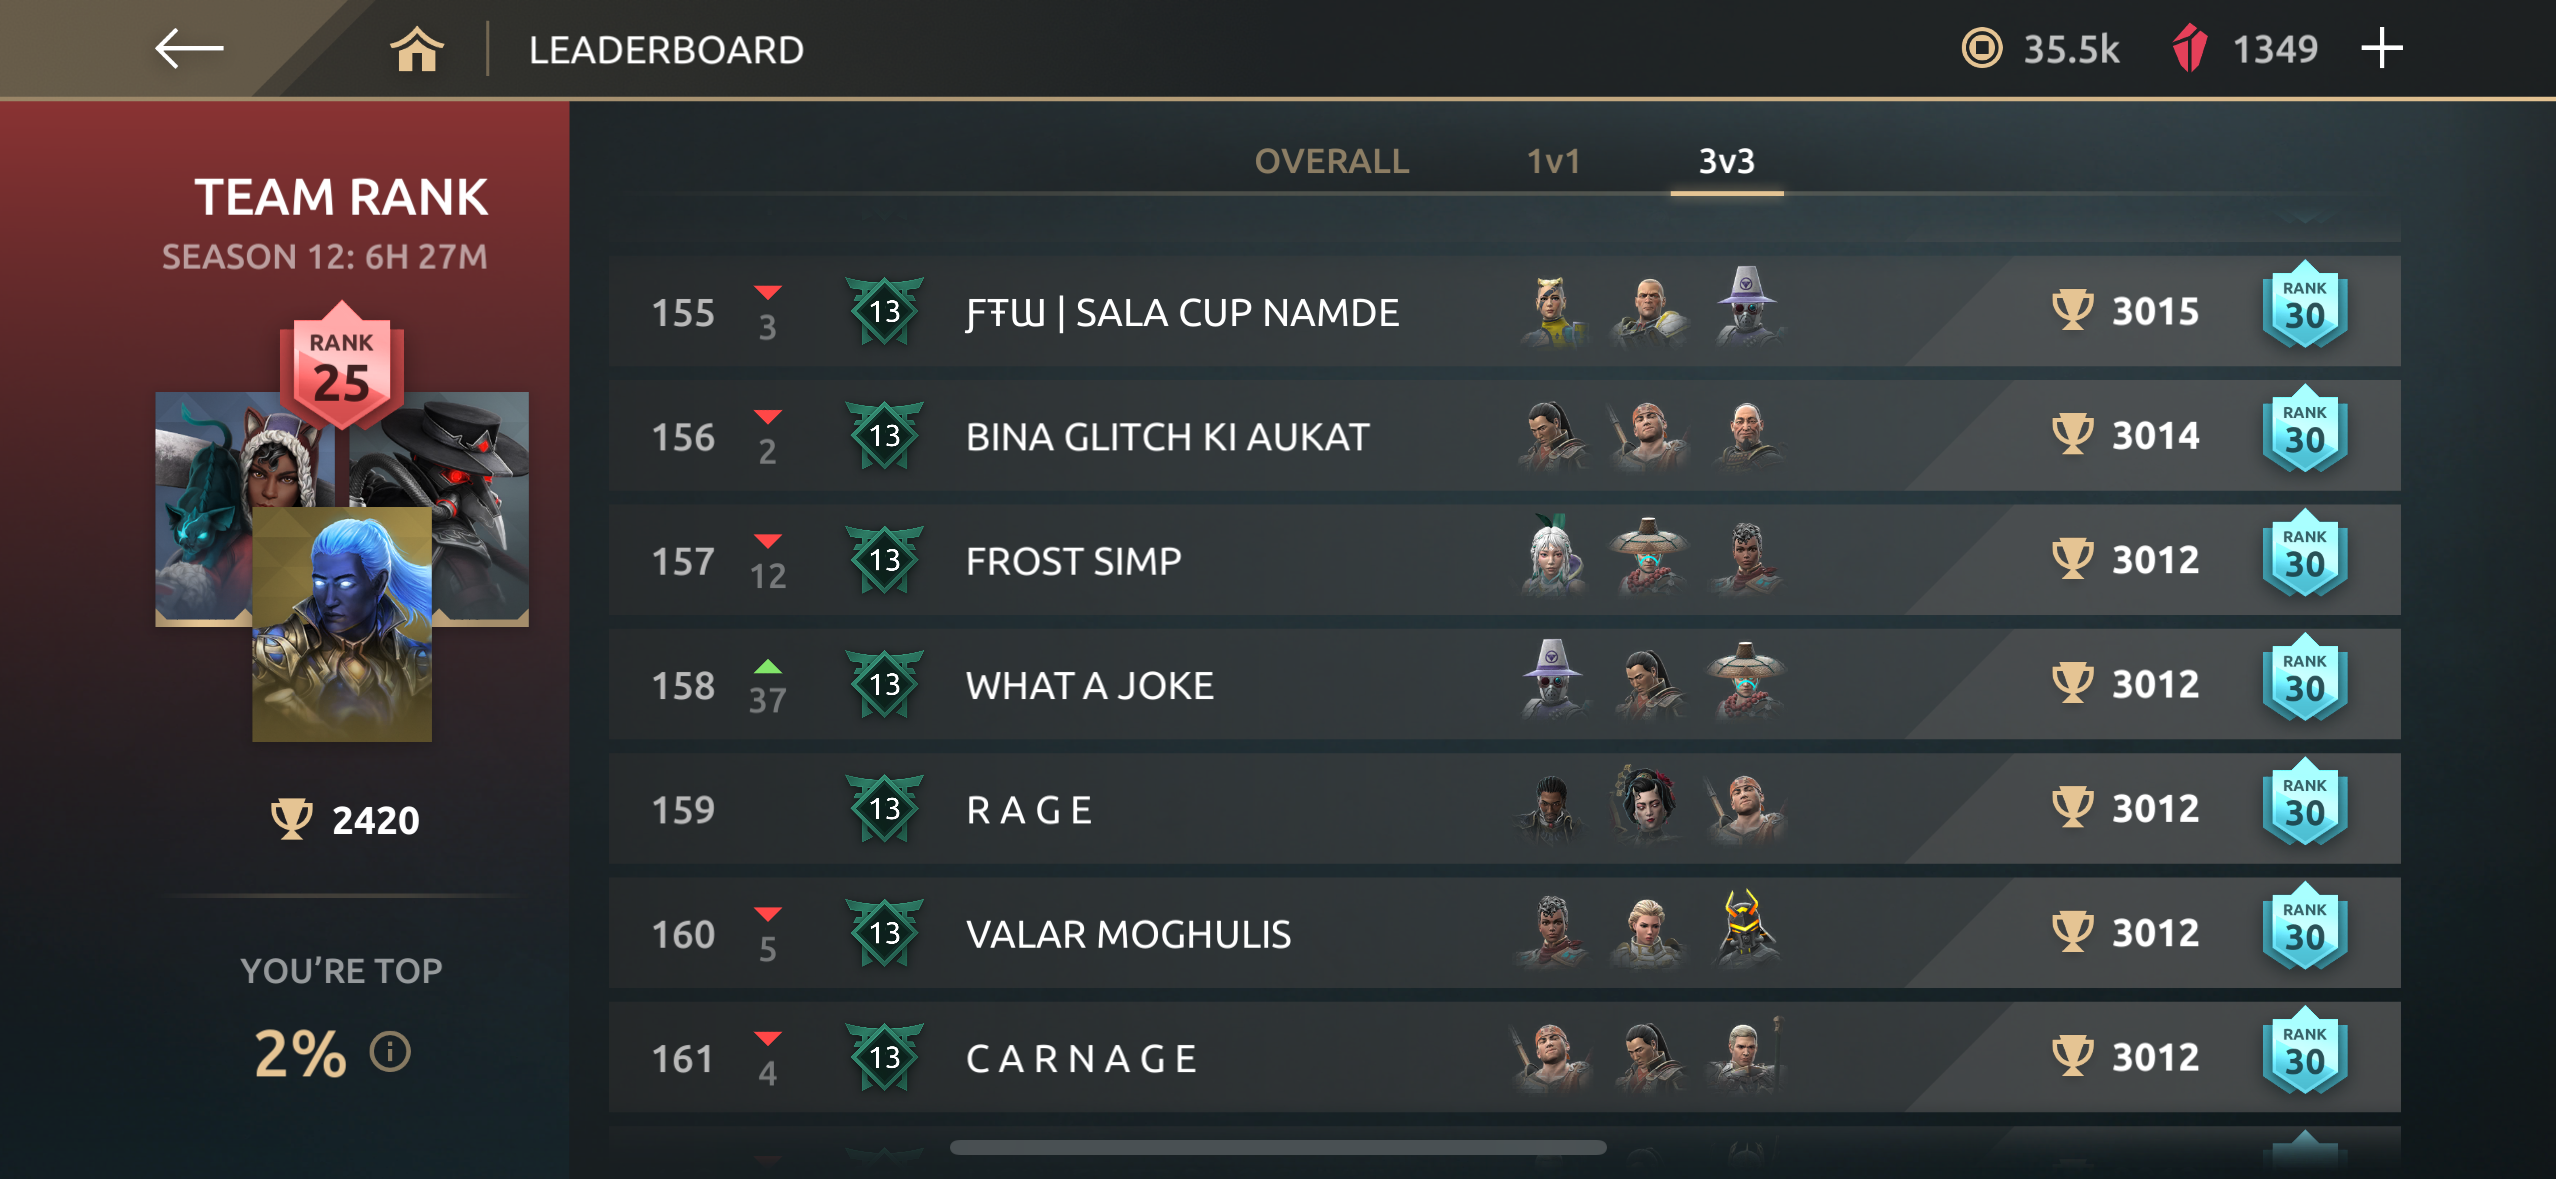 LEADERBOARD
35.5k
1349
TEAM RANK
SEASON 12: 6H 27M
RANK
25
2420
YOU'RE TOP
2%
OVERALL 1v1 3v3
155 3 13 ƑŦƜ | SALA CUP NAMDE 3015 RANK 30
156 2 13 BINA GLITCH KI AUKAT 3014 RANK 30
157 12 13 FROST SIMP 3012 RANK 30
158 37 13 WHAT A JOKE 3012 RANK 30
159 13 R A G E 3012 RANK 30
160 5 13 VALAR MOGHULIS 3012 RANK 30
161 4 13 C A R N A G E 3012 RANK 30